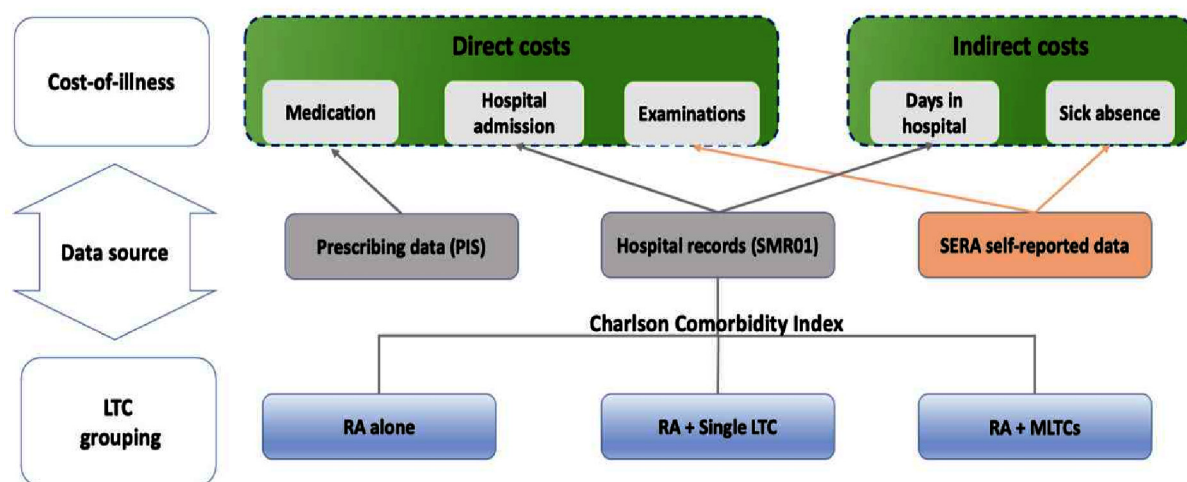 Cost-of-illness
Direct costs
Medication
Hospital
admission
Examinations
Indirect costs
Days in
hospital
Sick absence
Data source
Prescribing data (PIS)
Hospital records (SMR01)
SERA self-reported data
Charlson Comorbidity Index
LTC
grouping
RA alone
RA + Single LTC
RA + MLTCs